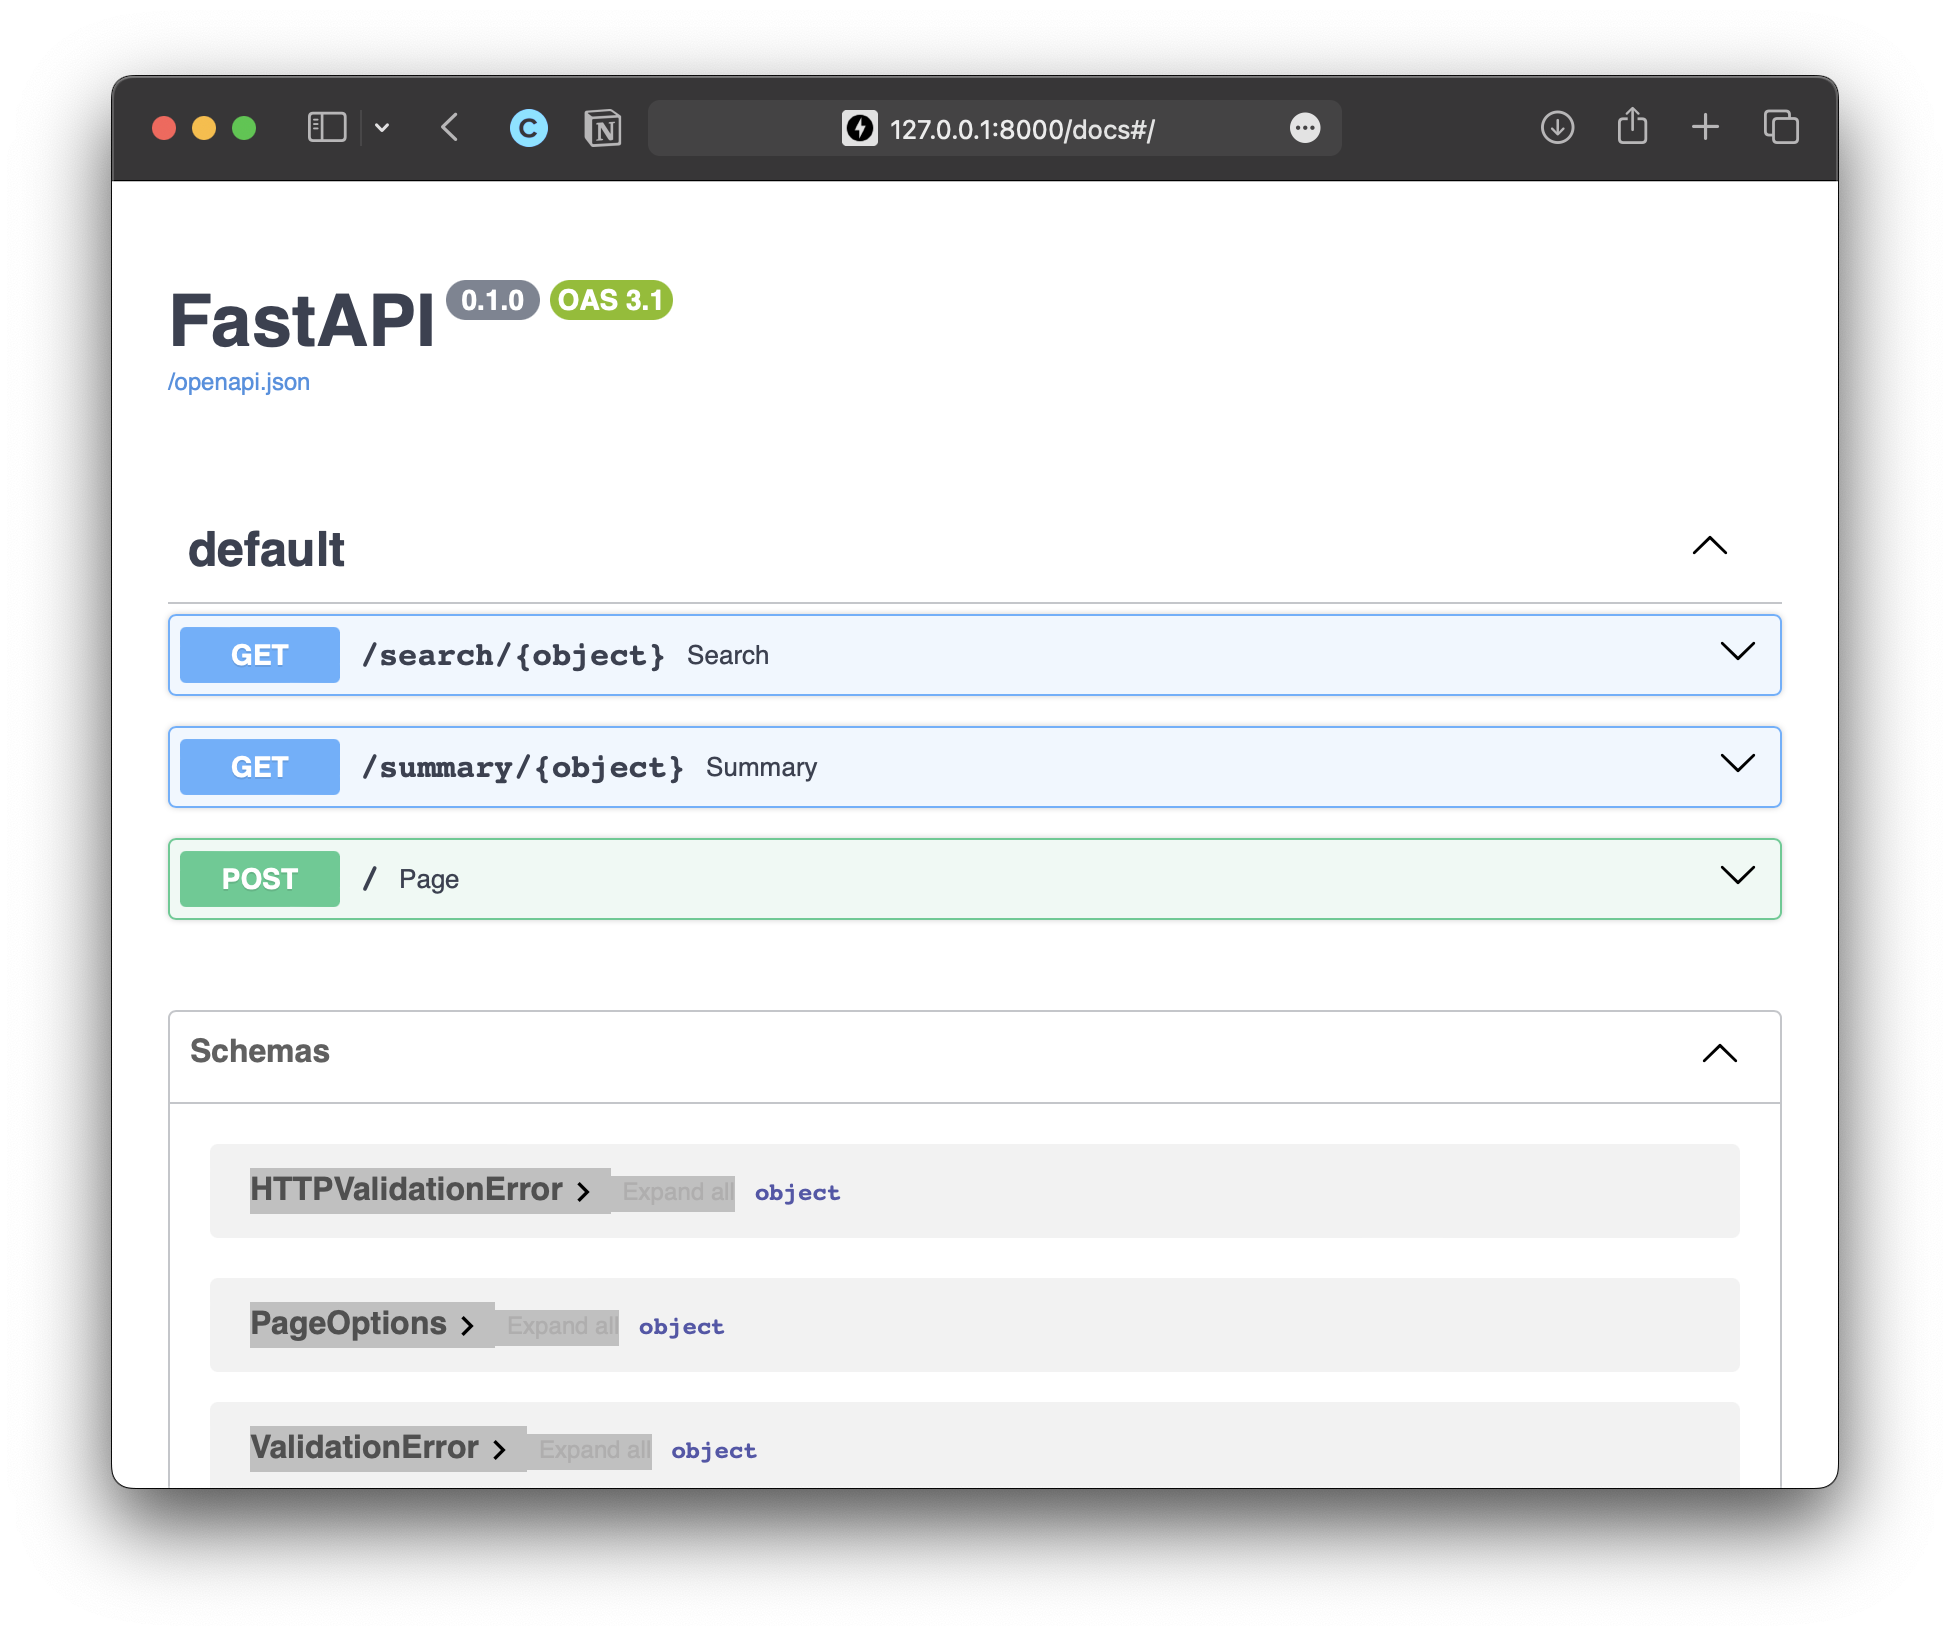 C N 127.0.0.1:8000/docs#/
FastAPI 0.1.0 OAS 3.1
/openapi.json
default
GET /search/{object} Search
GET /summary/{object} Summary
POST / Page
Schemas
HTTPValidationError Expand all object
PageOptions Expand all object
ValidationError Expand all object